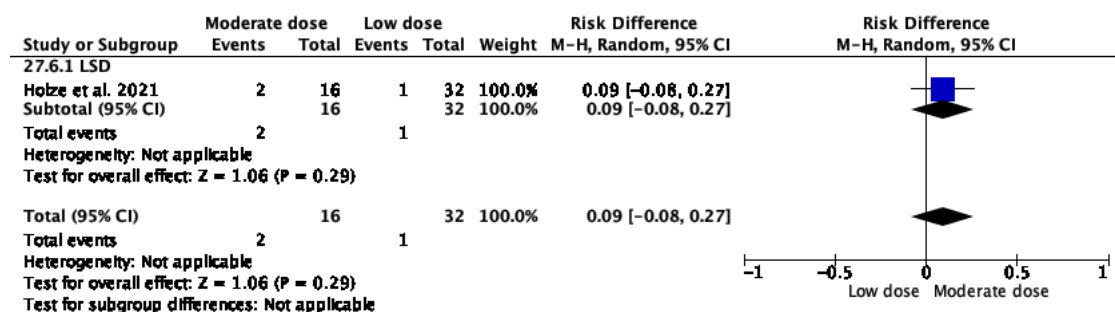 Moderate dose Low dose Risk Difference Risk Difference
Study or Subgroup Events Total Events Total Weight M-H, Random, 95% CI M-H, Random, 95% CI
27.6.1 LSD
Holze et al. 2021 2 16 1 32 100.0% 0.09 [-0.08, 0.27]
Subtotal (95% CI) 16 32 100.0% 0.09 [-0.08, 0.27]
Total events 2 1
Heterogeneity: Not applicable
Test for overall effect: Z = 1.06 (P = 0.29)
Total (95% CI) 16 32 100.0% 0.09 [-0.08, 0.27]
Total events 2 1
Heterogeneity: Not applicable
Test for overall effect: Z = 1.06 (P = 0.29)
Test for subgroup differences: Not applicable
-1 -0.5 0 0.5 1
Low dose Moderate dose